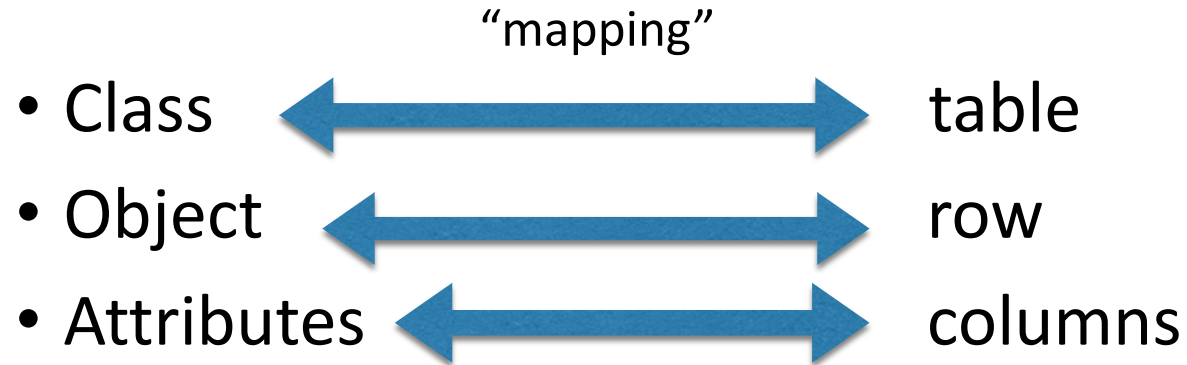 “mapping”
• Class table
• Object row
• Attributes columns